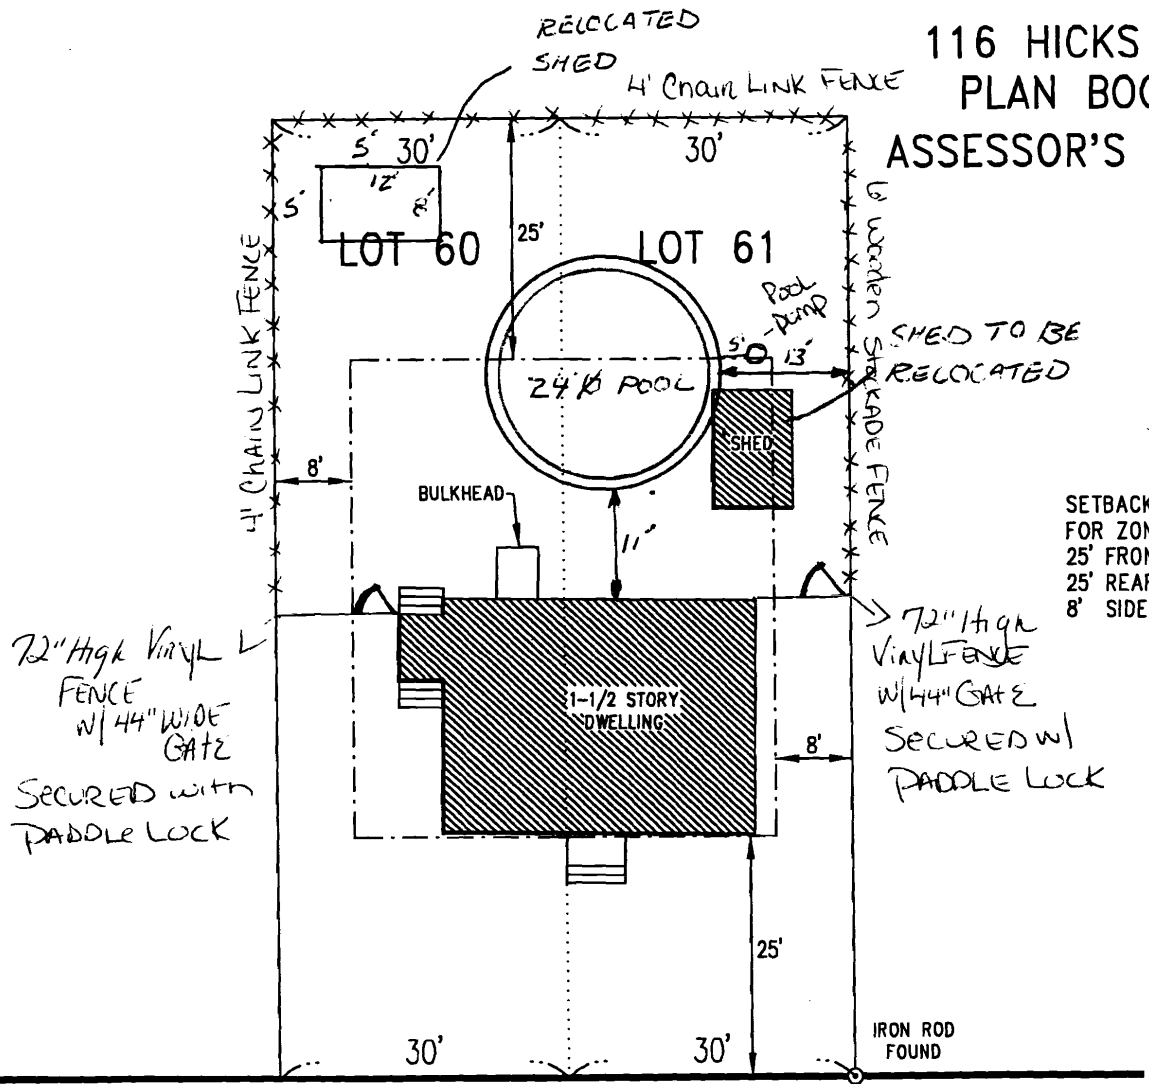 RELOCATED
SHED
4' Chain LINK FENCE
116 HICKS
PLAN BOO
ASSESSOR'S
5'
30'
30'
12'
8'
5'
25'
LOT 60
LOT 61
6' wooden STOCKADE FENCE
4' CHAIN LINK FENCE
Pool
PUMP
5'
13'
SHED TO BE
RELOCATED
24' Ø POOL
SHED
8'
BULKHEAD
11'
SETBACK
FOR ZON
25' FRON
25' REAR
8' SIDE
72" High VinyL
FENCE
W/ 44" WIDE
GATE
SECURED with
PADDLE LOCK
1-1/2 STORY
DWELLING
72" High
VinyL FENCE
W/ 44" GATE
SECURED W/
PADDLE LOCK
8'
25'
30'
30'
IRON ROD
FOUND